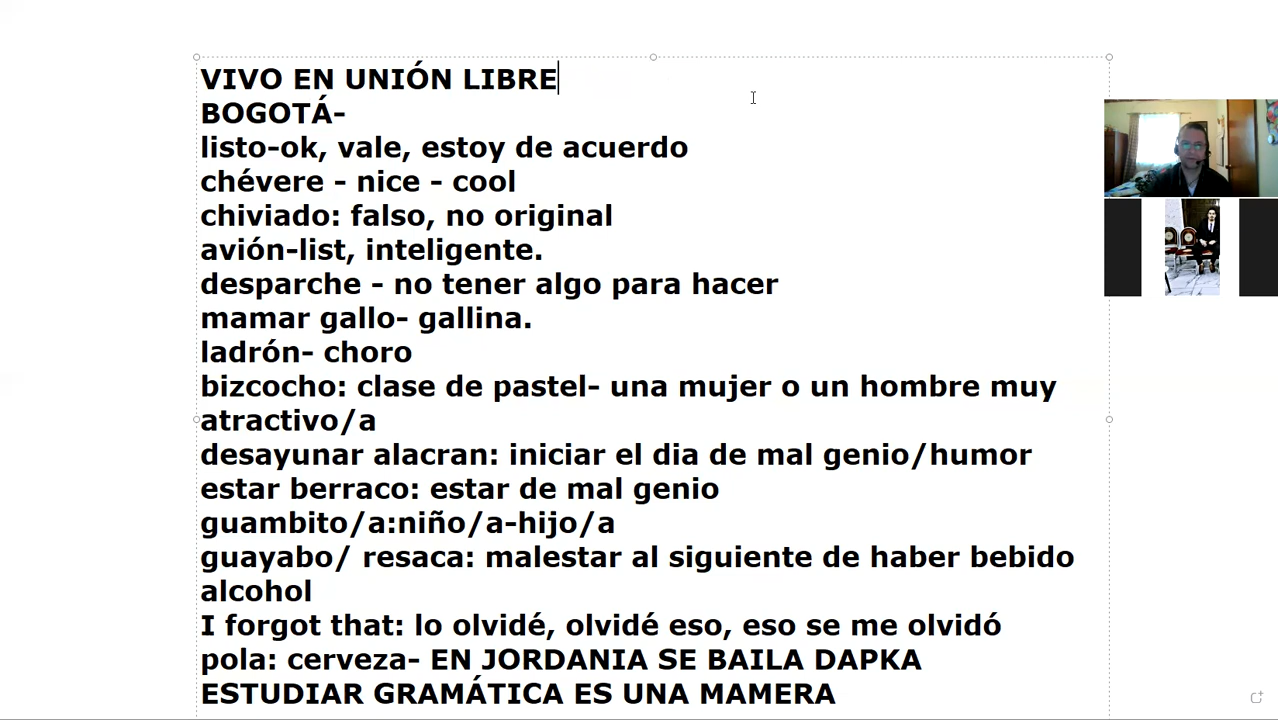 VIVO EN UNIÓN LIBRE
BOGOTÁ-
listo-ok, vale, estoy de acuerdo
chévere - nice - cool
chiviado: falso, no original
avión-list, inteligente.
desparche - no tener algo para hacer
mamar gallo- gallina.
ladrón- choro
bizcocho: clase de pastel- una mujer o un hombre muy
atractivo/a
desayunar alacran: iniciar el dia de mal genio/humor
estar berraco: estar de mal genio
guambito/a:niño/a-hijo/a
guayabo/ resaca: malestar al siguiente de haber bebido
alcohol
I forgot that: lo olvidé, olvidé eso, eso se me olvidó
pola: cerveza- EN JORDANIA SE BAILA DAPKA
ESTUDIAR GRAMÁTICA ES UNA MAMERA